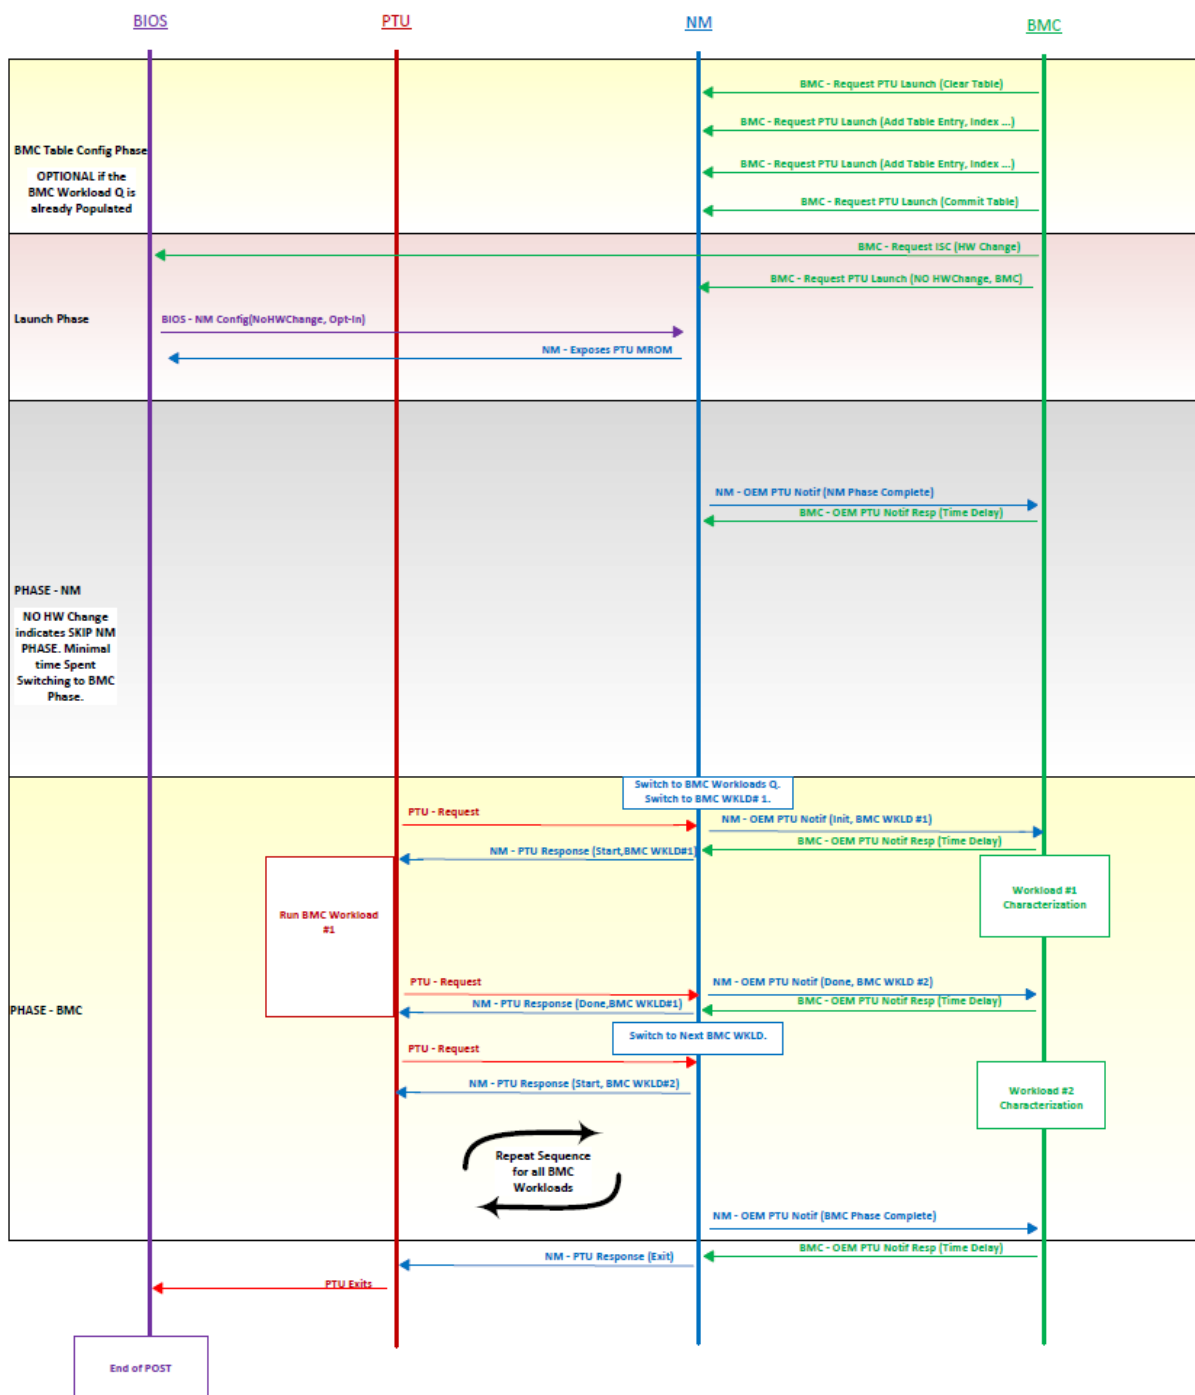 BIOS
PTU
NM
BMC
BMC - Request PTU Launch (Clear Table)
BMC - Request PTU Launch (Add Table Entry, Index ...)
BMC Table Config Phase
BMC - Request PTU Launch (Add Table Entry, Index ...)
OPTIONAL if the
BMC Workload Q is
already Populated
BMC - Request PTU Launch (Commit Table)
BMC - Request ISC (HW Change)
BMC - Request PTU Launch (NO HWChange, BMC)
Launch Phase
BIOS - NM Config(NoHWChange, Opt-In)
NM - Exposes PTU MROM
NM - OEM PTU Notif (NM Phase Complete)
BMC - OEM PTU Notif Resp (Time Delay)
PHASE - NM
NO HW Change
indicates SKIP NM
PHASE. Minimal
time Spent
Switching to BMC
Phase.
Switch to BMC Workloads Q.
Switch to BMC WKLD# 1.
PTU - Request
NM - OEM PTU Notif (Init, BMC WKLD #1)
BMC - OEM PTU Notif Resp (Time Delay)
NM - PTU Response (Start,BMC WKLD#1)
Workload #1
Characterization
Run BMC Workload
#1
PTU - Request
NM - OEM PTU Notif (Done, BMC WKLD #2)
NM - PTU Response (Done,BMC WKLD#1)
BMC - OEM PTU Notif Resp (Time Delay)
PHASE - BMC
Switch to Next BMC WKLD.
PTU - Request
NM - PTU Response (Start, BMC WKLD#2)
Workload #2
Characterization
Repeat Sequence
for all BMC
Workloads
NM - OEM PTU Notif (BMC Phase Complete)
BMC - OEM PTU Notif Resp (Time Delay)
NM - PTU Response (Exit)
PTU Exits
End of POST